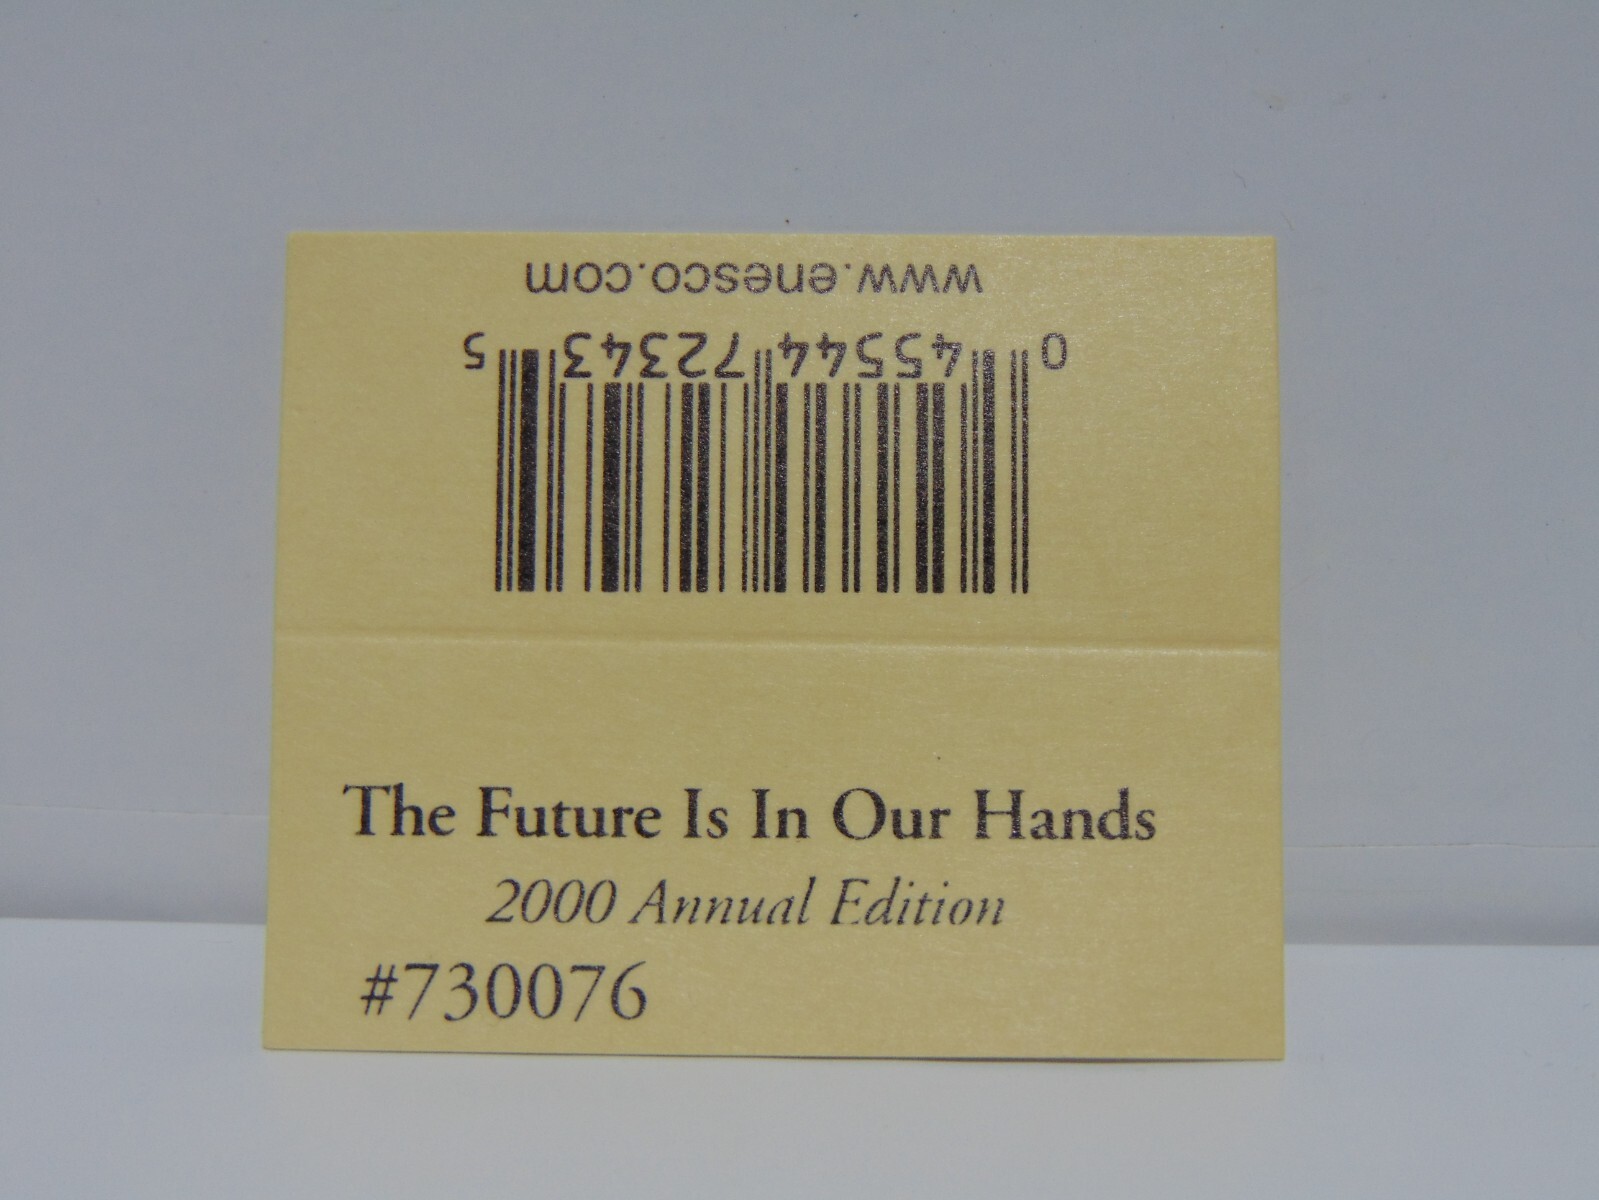 www.enesco.com
0 45544 72343 5
The Future Is In Our Hands
2000 Annual Edition
#730076